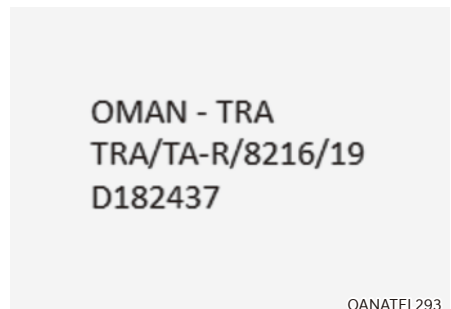 OMAN - TRA
TRA/TA-R/8216/19
D182437
OANATEL293